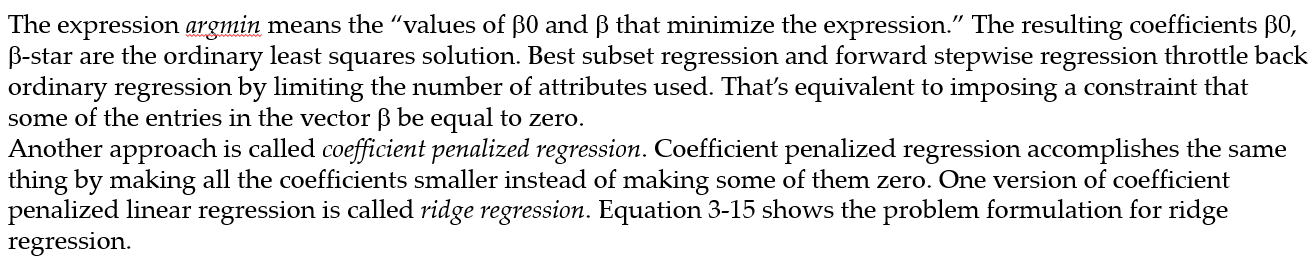 The expression argmin means the “values of β0 and β that minimize the expression.” The resulting coefficients β0,
β-star are the ordinary least squares solution. Best subset regression and forward stepwise regression throttle back
ordinary regression by limiting the number of attributes used. That’s equivalent to imposing a constraint that
some of the entries in the vector β be equal to zero.
Another approach is called coefficient penalized regression. Coefficient penalized regression accomplishes the same
thing by making all the coefficients smaller instead of making some of them zero. One version of coefficient
penalized linear regression is called ridge regression. Equation 3-15 shows the problem formulation for ridge
regression.